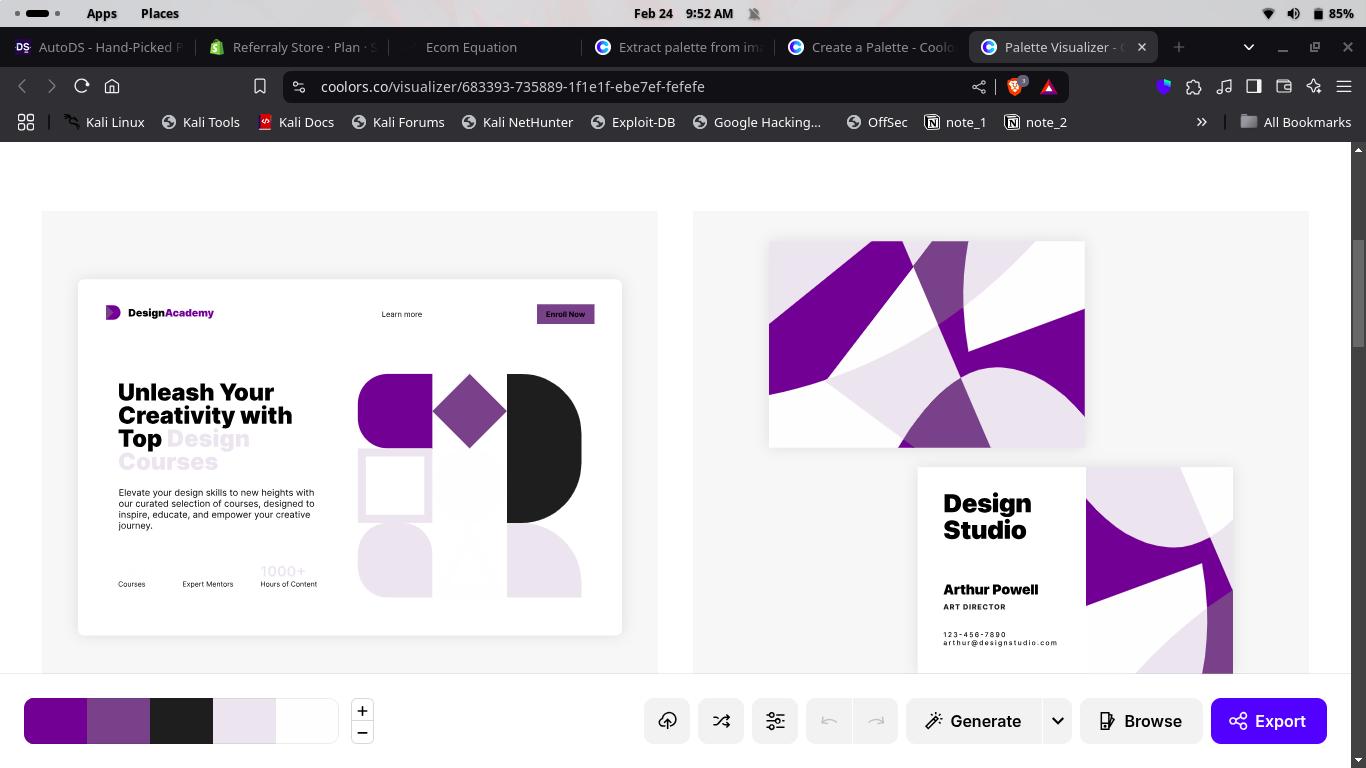 Apps
Places
Feb 24 9:52 AM
85%
DS
AutoDS - Hand-Picked P
Referraly Store · Plan · S
Ecom Equation
Extract palette from ima
Create a Palette - Coolo
Palette Visualizer - C
coolors.co/visualizer/683393-735889-1f1e1f-ebe7ef-fefefe
3
Kali Linux
Kali Tools
Kali Docs
Kali Forums
Kali NetHunter
Exploit-DB
Google Hacking...
OffSec
note_1
note_2
All Bookmarks
DesignAcademy
Learn more
Enroll Now
Unleash Your
Creativity with
Top Design
Courses
Elevate your design skills to new heights with
our curated selection of courses, designed to
inspire, educate, and empower your creative
journey.
1000+
Courses
Expert Mentors
Hours of Content
Design
Studio
Arthur Powell
ART DIRECTOR
123-456-7890
arthur@designstudio.com
+
−
Generate
Browse
Export